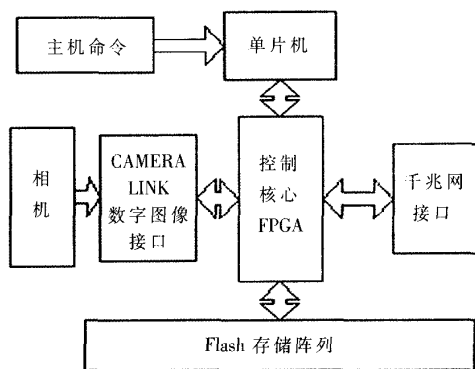 主机命令
单片机
相
机
CAMERA
LINK
数字图像
接口
控制
核心
FPGA
千兆网
接口
Flash 存储阵列